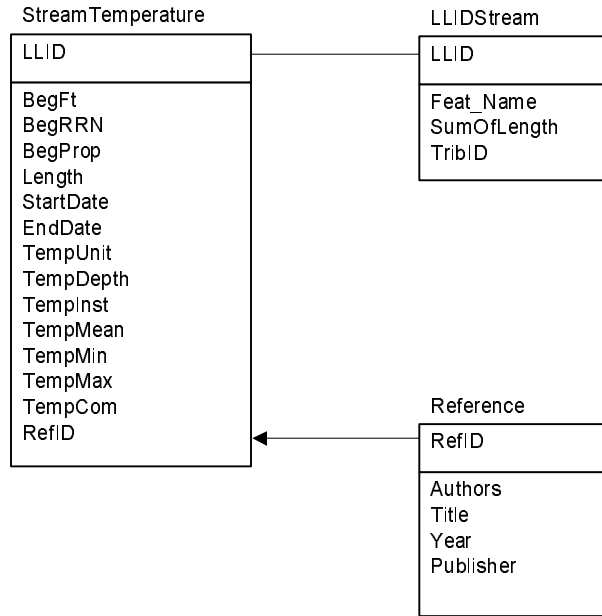 StreamTemperature
LLID
BegFt
BegRRN
BegProp
Length
StartDate
EndDate
TempUnit
TempDepth
TempInst
TempMean
TempMin
TempMax
TempCom
RefID
LLIDStream
LLID
Feat_Name
SumOfLength
TribID
Reference
RefID
Authors
Title
Year
Publisher